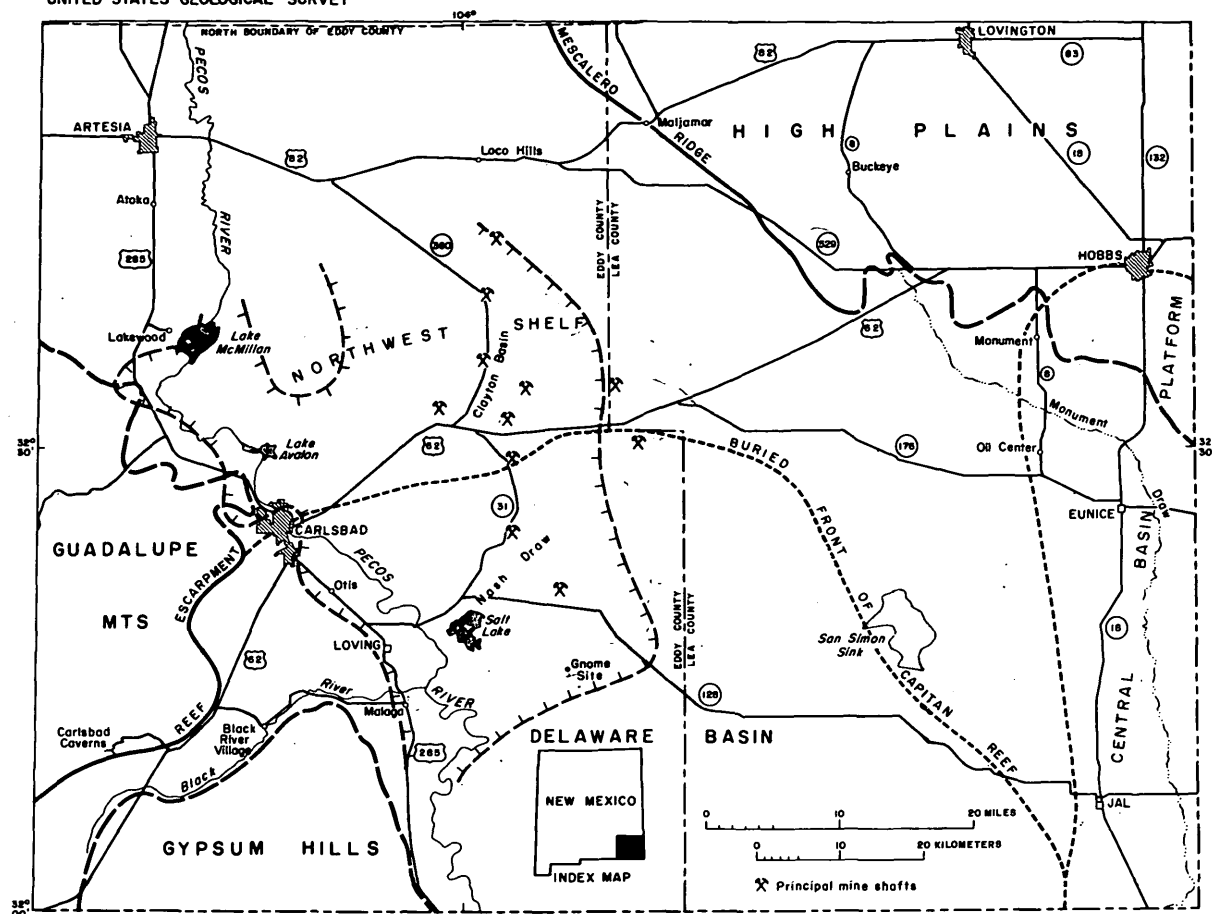 UNITED STATES GEOLOGICAL SURVEY
104°
NORTH BOUNDARY OF EDDY COUNTY
PECOS
RIVER
MESCALERO
RIDGE
LOVINGTON
82
83
ARTESIA
Maljamar
HIGH PLAINS
82
Loco Hills
8
18
132
Buckeye
Atoka
285
360
EDDY COUNTY
LEA COUNTY
529
HOBBS
Lakewood
Lake
McMillan
NORTHWEST
SHELF
Clayton Basin
62
Monument
PLATFORM
8
Monument
Draw
32°
30'
Lake
Avalon
62
BURIED
176
Oil Center
32
30
31
FRONT
EUNICE
CARLSBAD
GUADALUPE
MTS
ESCARPMENT
REEF
PECOS
RIVER
Nash Draw
OF
BASIN
Otis
Salt
Lake
San Simon
Sink
18
LOVING
62
EDDY COUNTY
LEA COUNTY
Gnome
Site
CAPITAN
River
Malaga
128
Carlsbad
Caverns
Black
River
Village
Black
285
DELAWARE BASIN
REEF
CENTRAL
NEW MEXICO
0 10 20 MILES
JAL
0 10 20 KILOMETERS
GYPSUM HILLS
INDEX MAP
Principal mine shafts
32°